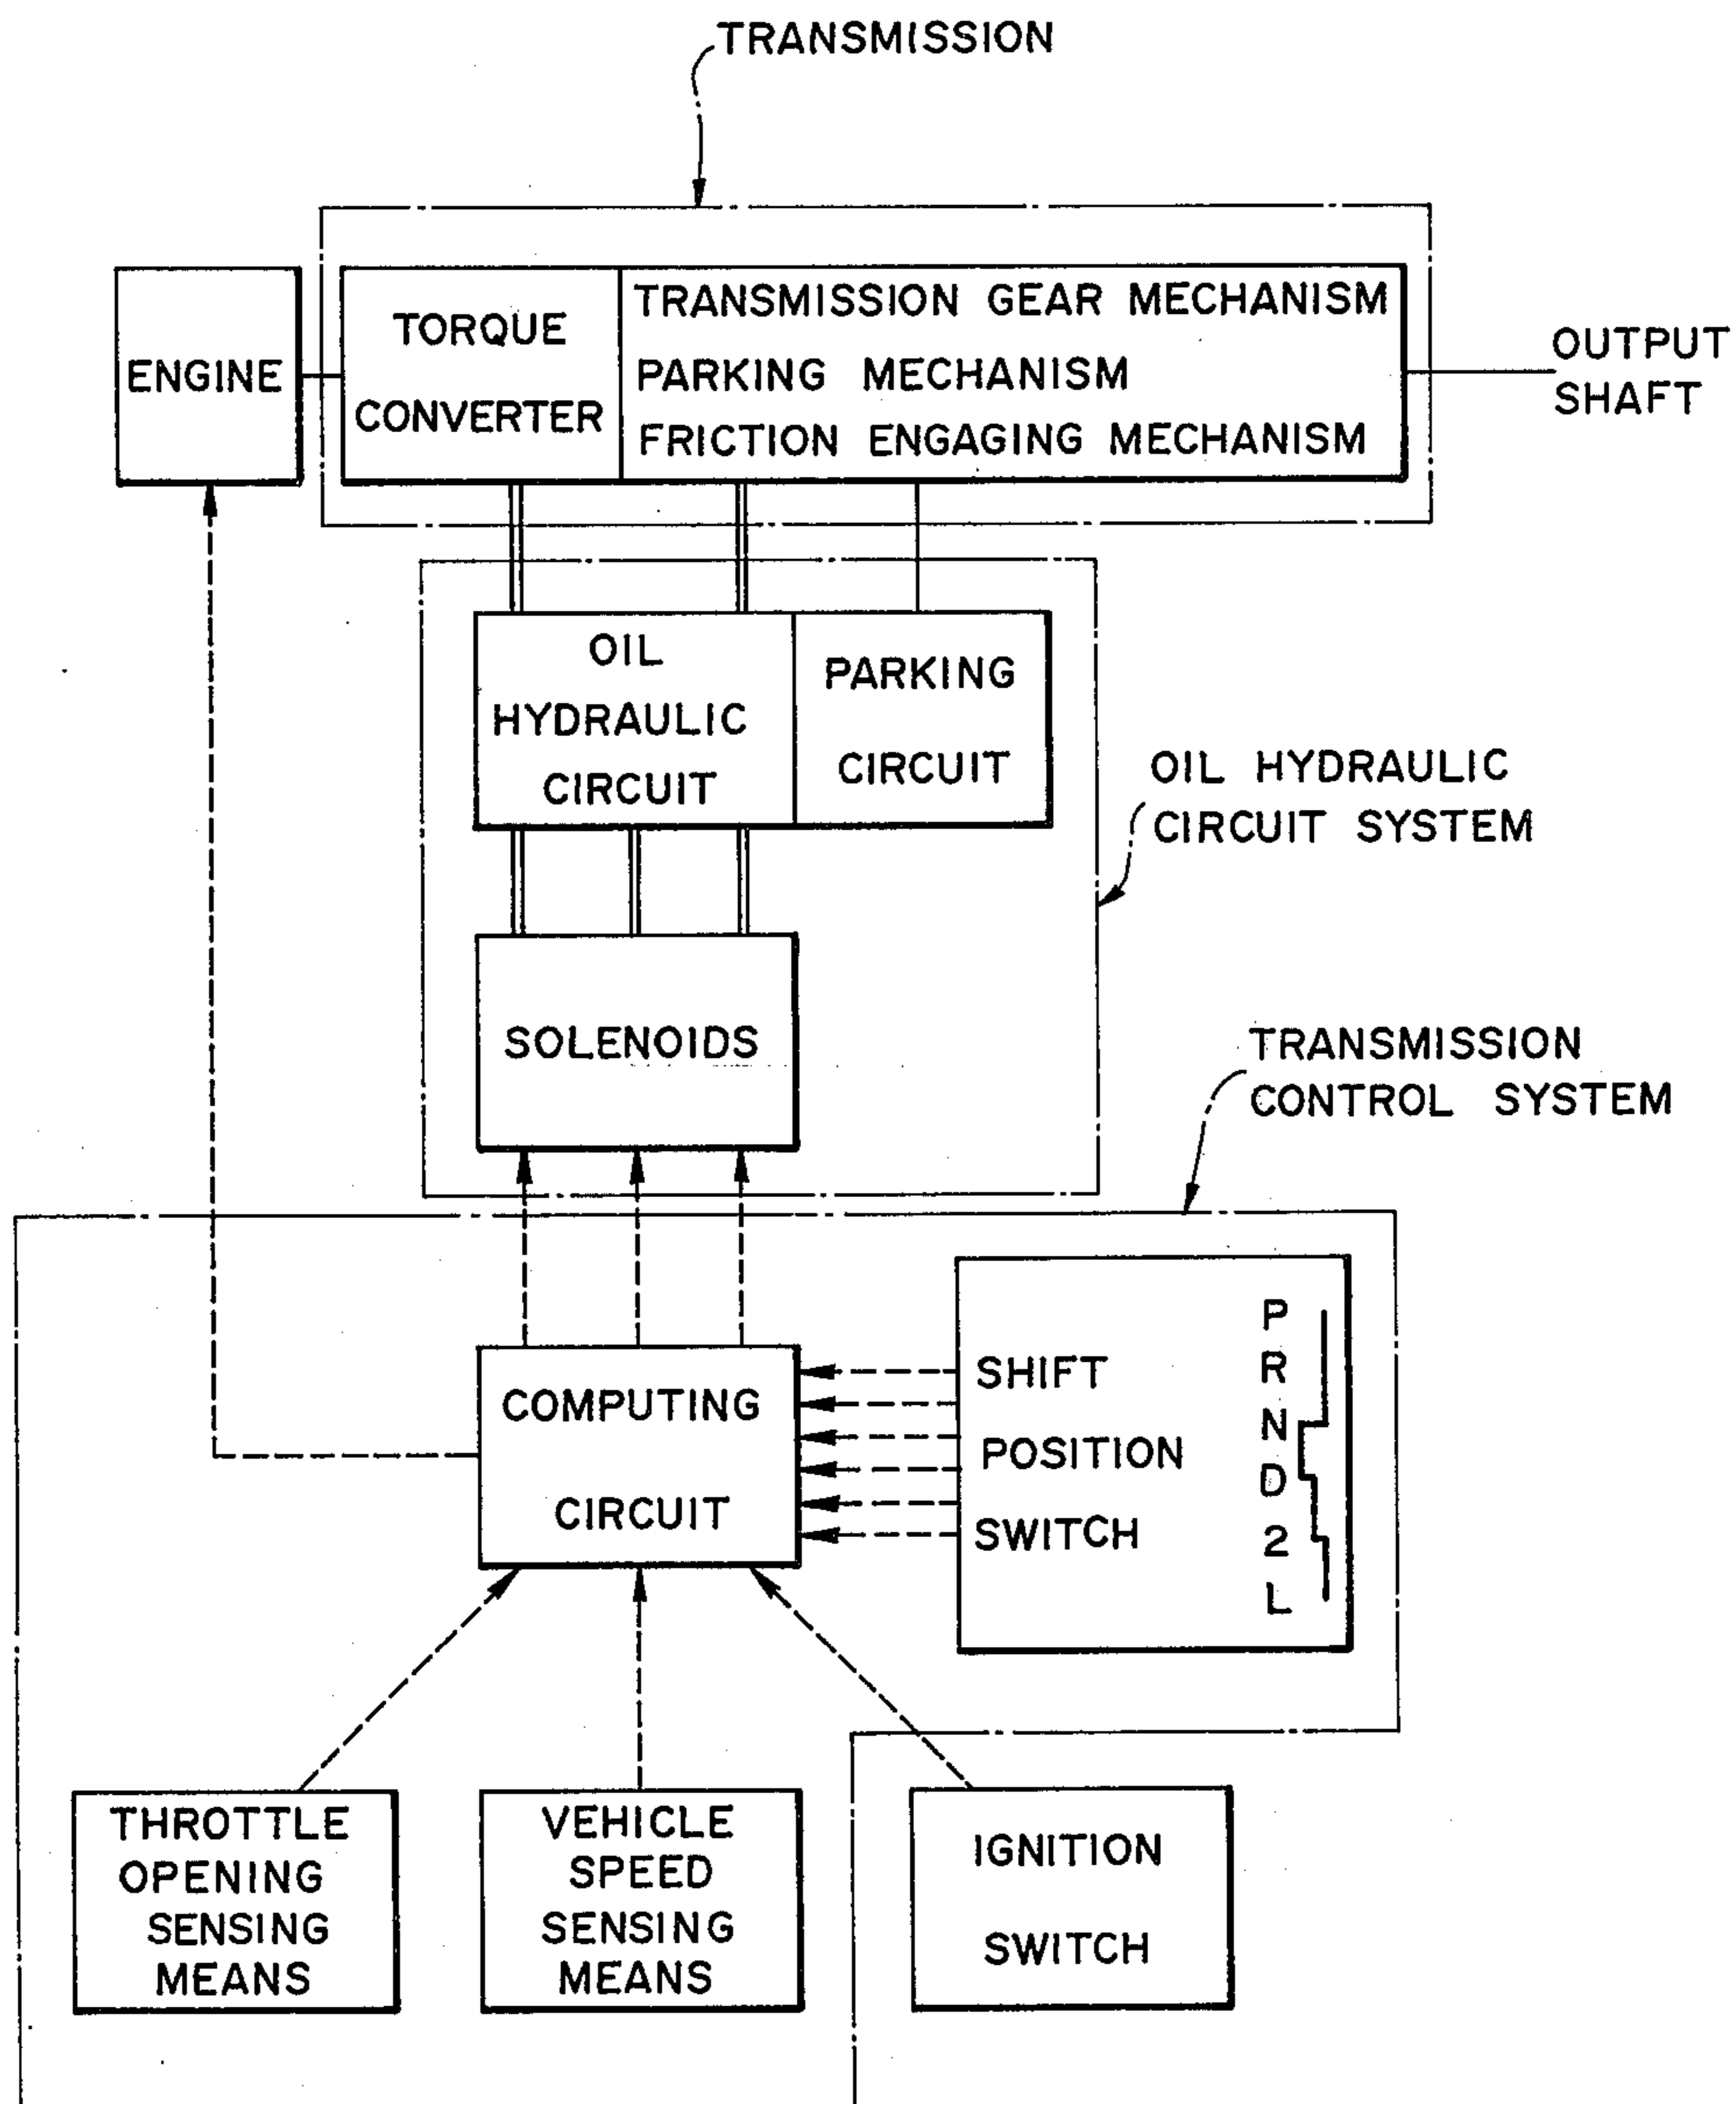 TRANSMISSION
ENGINE
TORQUE
CONVERTER
TRANSMISSION GEAR MECHANISM
PARKING MECHANISM
FRICTION ENGAGING MECHANISM
OUTPUT
SHAFT
OIL
HYDRAULIC
CIRCUIT
PARKING
CIRCUIT
OIL HYDRAULIC
CIRCUIT SYSTEM
SOLENOIDS
TRANSMISSION
CONTROL SYSTEM
COMPUTING
CIRCUIT
SHIFT
POSITION
SWITCH
P
R
N
D
2
L
THROTTLE
OPENING
SENSING
MEANS
VEHICLE
SPEED
SENSING
MEANS
IGNITION
SWITCH